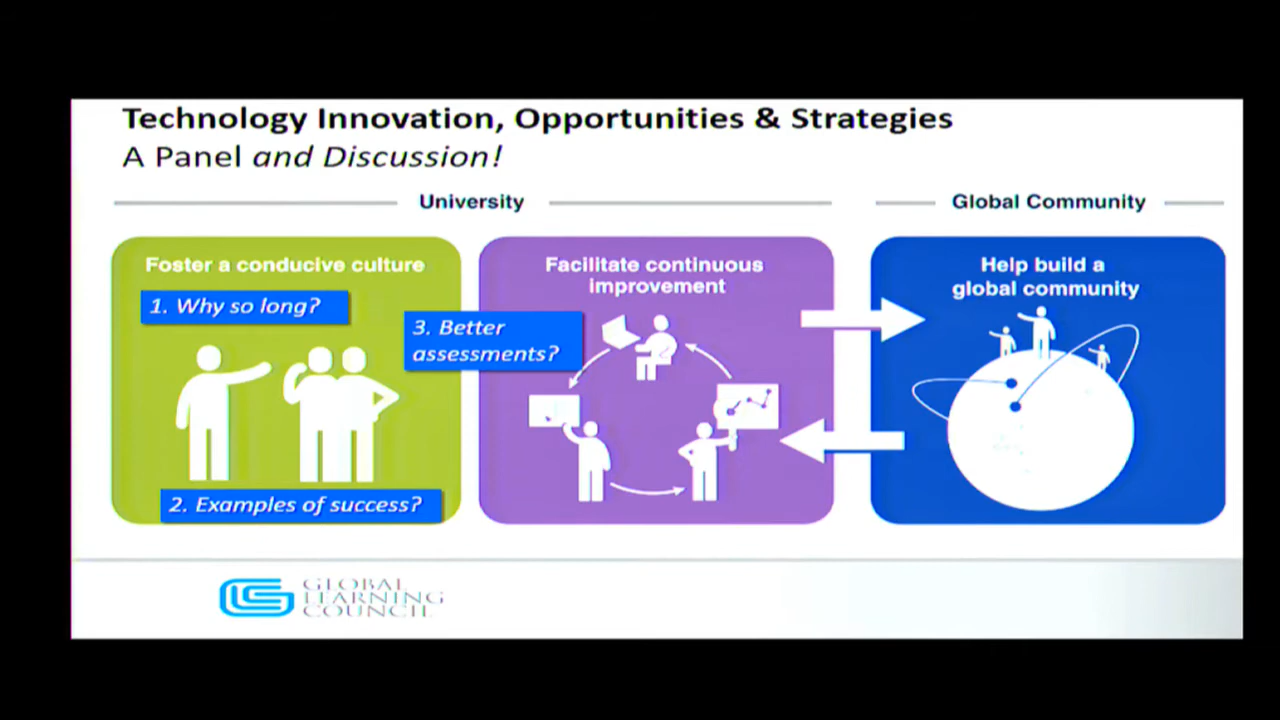 Technology Innovation, Opportunities & Strategies
A Panel and Discussion!
University
Global Community
Foster a conducive culture
1. Why so long?
2. Examples of success?
3. Better
assessments?
Facilitate continuous
improvement
Help build a
global community
GLOBAL
LEARNING
COUNCIL